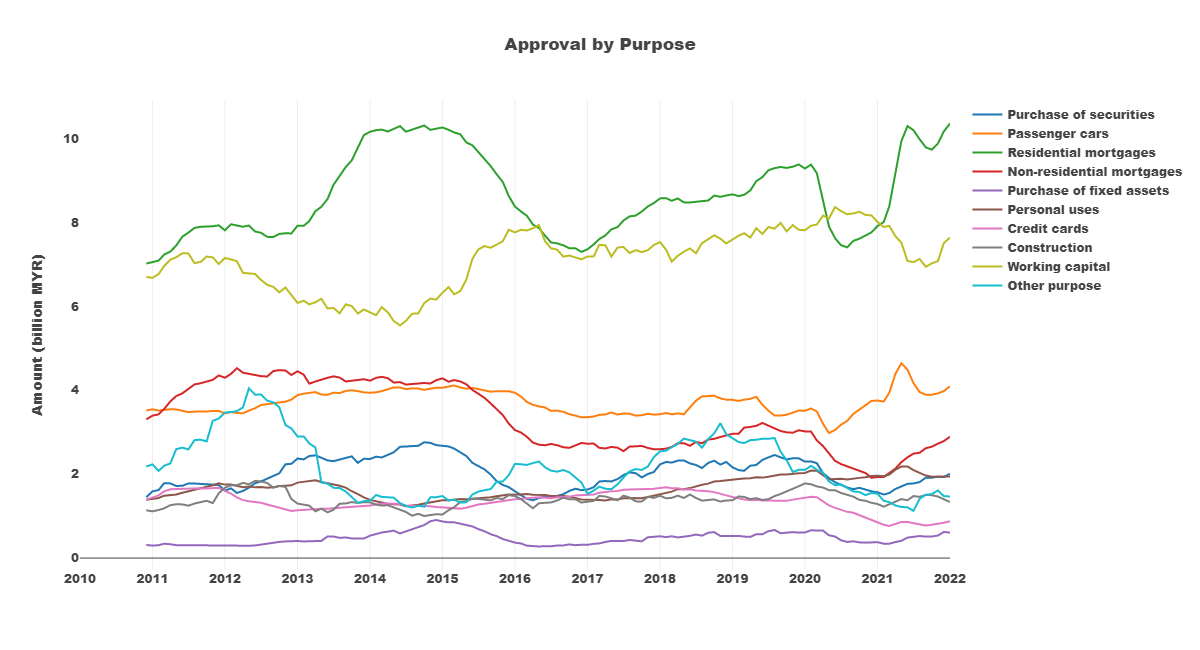 Approval by Purpose
Amount (billion MYR)
10
8
6
4
2
0
2010 2011 2012 2013 2014 2015 2016 2017 2018 2019 2020 2021 2022
Purchase of securities
Passenger cars
Residential mortgages
Non-residential mortgages
Purchase of fixed assets
Personal uses
Credit cards
Construction
Working capital
Other purpose